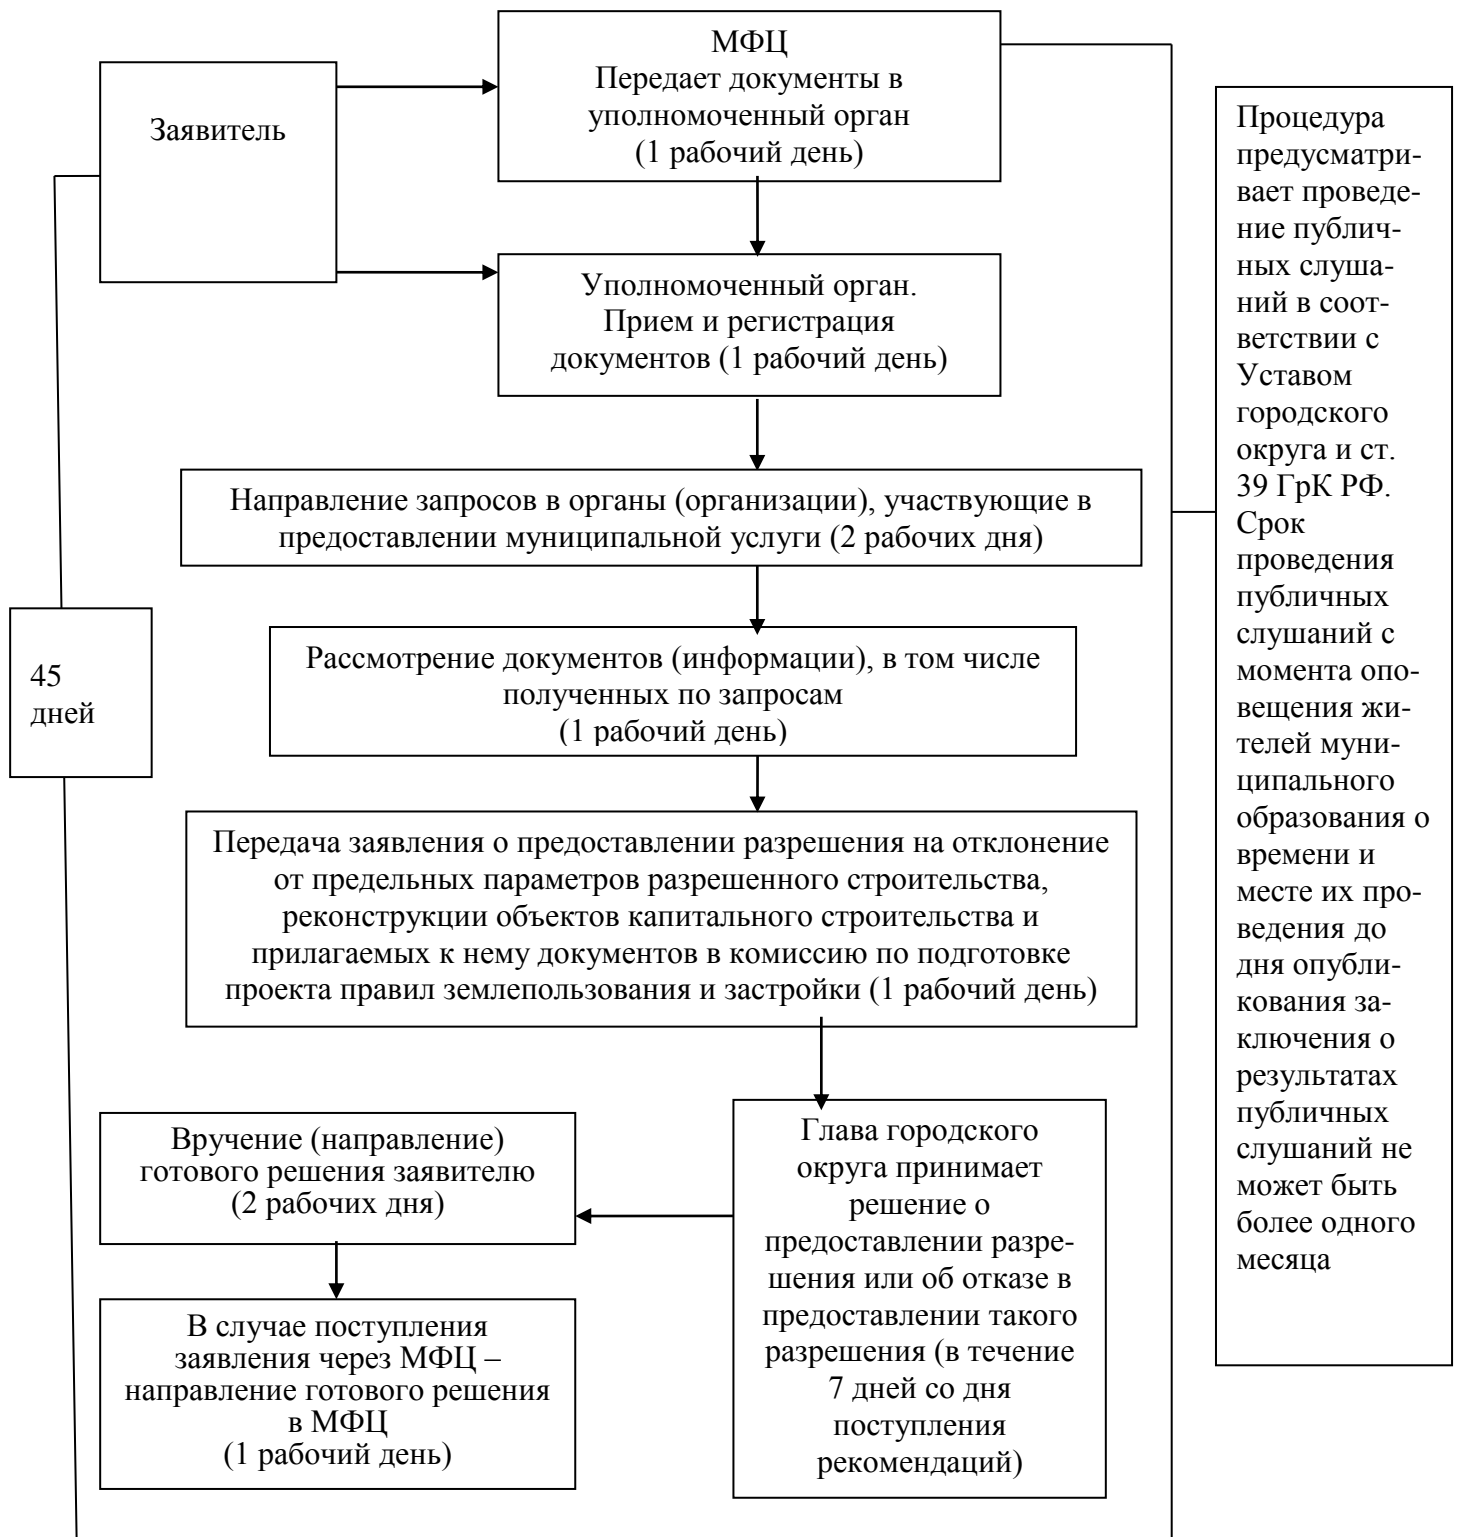 МФЦ
Передает документы в
уполномоченный орган
(1 рабочий день)
Заявитель
Уполномоченный орган.
Прием и регистрация
документов (1 рабочий день)
Направление запросов в органы (организации), участвующие в
предоставлении муниципальной услуги (2 рабочих дня)
45
дней
Рассмотрение документов (информации), в том числе
полученных по запросам
(1 рабочий день)
Передача заявления о предоставлении разрешения на отклонение
от предельных параметров разрешенного строительства,
реконструкции объектов капитального строительства и
прилагаемых к нему документов в комиссию по подготовке
проекта правил землепользования и застройки (1 рабочий день)
Глава городского
округа принимает
решение о
предоставлении разре-
шения или об отказе в
предоставлении такого
разрешения (в течение
7 дней со дня
поступления
рекомендаций)
Вручение (направление)
готового решения заявителю
(2 рабочих дня)
В случае поступления
заявления через МФЦ –
направление готового решения
в МФЦ
(1 рабочий день)
Процедура
предусматри-
вает проведе-
ние публич-
ных слуша-
ний в соот-
ветствии с
Уставом
городского
округа и ст.
39 ГрК РФ.
Срок
проведения
публичных
слушаний с
момента опо-
вещения жи-
телей муни-
ципального
образования о
времени и
месте их про-
ведения до
дня опубли-
кования за-
ключения о
результатах
публичных
слушаний не
может быть
более одного
месяца